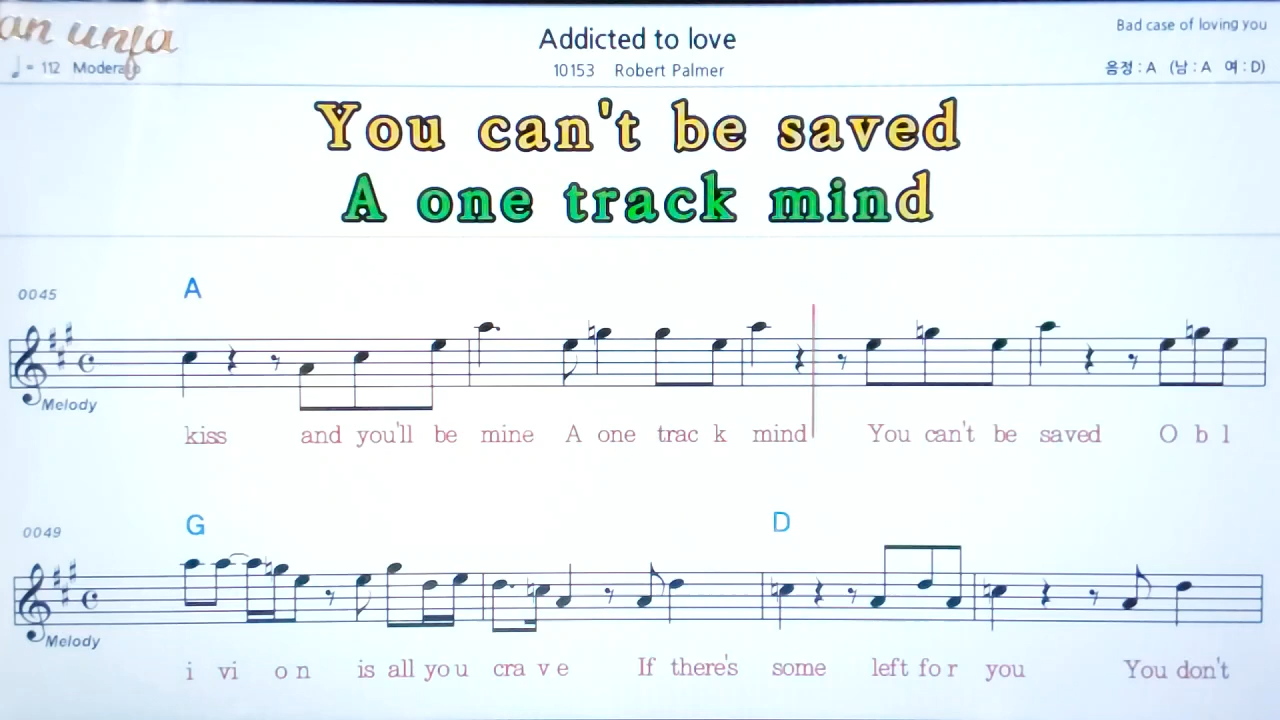 an unja
Addicted to love
Bad case of loving you
♩= 112 Moderato
10153 Robert Palmer
음정 : A (남 : A 여 : D)
You can't be saved
A one track mind
A
0045
Melody
kiss and you'll be mine A one trac k mind You can't be saved O b l
G D
0049
Melody
i vi o n is all you cra v e If there's some left fo r you You don't